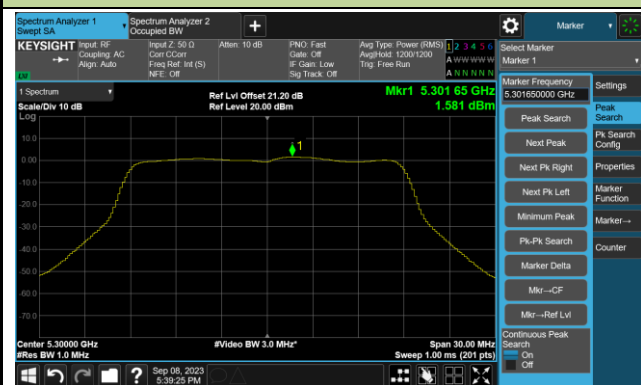 Spectrum Analyzer 1
Swept SA
Spectrum Analyzer 2
Occupied BW
+
Marker
KEYSIGHT
Input: RF
Coupling: AC
Align: Auto
Input Z: 50 Ω
Corr CCorr
Freq Ref: Int (S)
NFE: Off
Atten: 10 dB
PNO: Fast
Gate: Off
IF Gain: Low
Sig Track: Off
Avg Type: Power (RMS)
Avg|Hold: 1200/1200
Trig: Free Run
1 2 3 4 5 6
A W W W W W
A N N N N N
LVI
Select Marker
Marker 1
1 Spectrum
Scale/Div 10 dB
Log
Ref Lvl Offset 21.20 dB
Ref Level 20.00 dBm
Mkr1 5.301 65 GHz
1.581 dBm
1
10.0
0.00
-10.0
-20.0
-30.0
-40.0
-50.0
-60.0
-70.0
Center 5.30000 GHz
#Res BW 1.0 MHz
#Video BW 3.0 MHz*
Span 30.00 MHz
Sweep 1.00 ms (201 pts)
Marker Frequency
5.301650000 GHz
Peak Search
Next Peak
Next Pk Right
Next Pk Left
Minimum Peak
Pk-Pk Search
Marker Delta
Mkr→CF
Mkr→Ref Lvl
Continuous Peak
Search
On
Off
Settings
Peak
Search
Pk Search
Config
Properties
Marker
Function
Marker→
Counter
?
Sep 08, 2023
5:39:25 PM